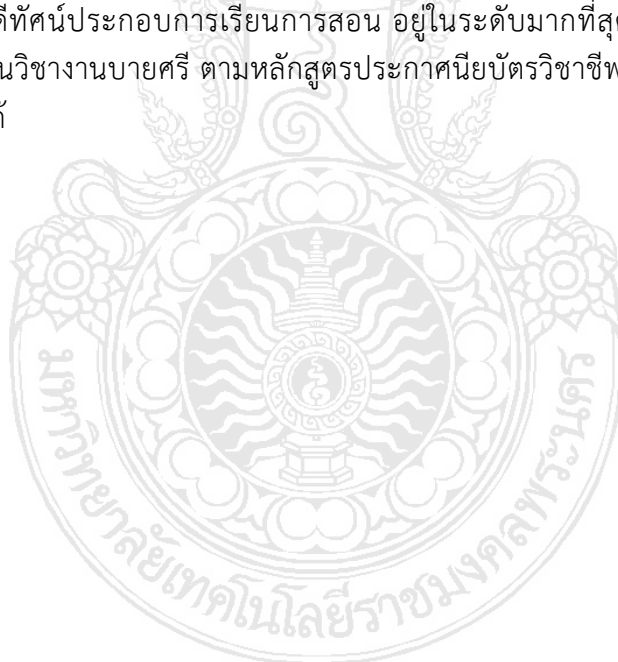 ดีทัศน์ประกอบการเรียนการสอน อยู่ในระดับมากที่สุด
นวิชางานบายศรี ตามหลักสูตรประกาศนียบัตรวิชาชีพ
ด้
มหาวิทยาลัยเทคโนโลยีราชมงคลพระนคร